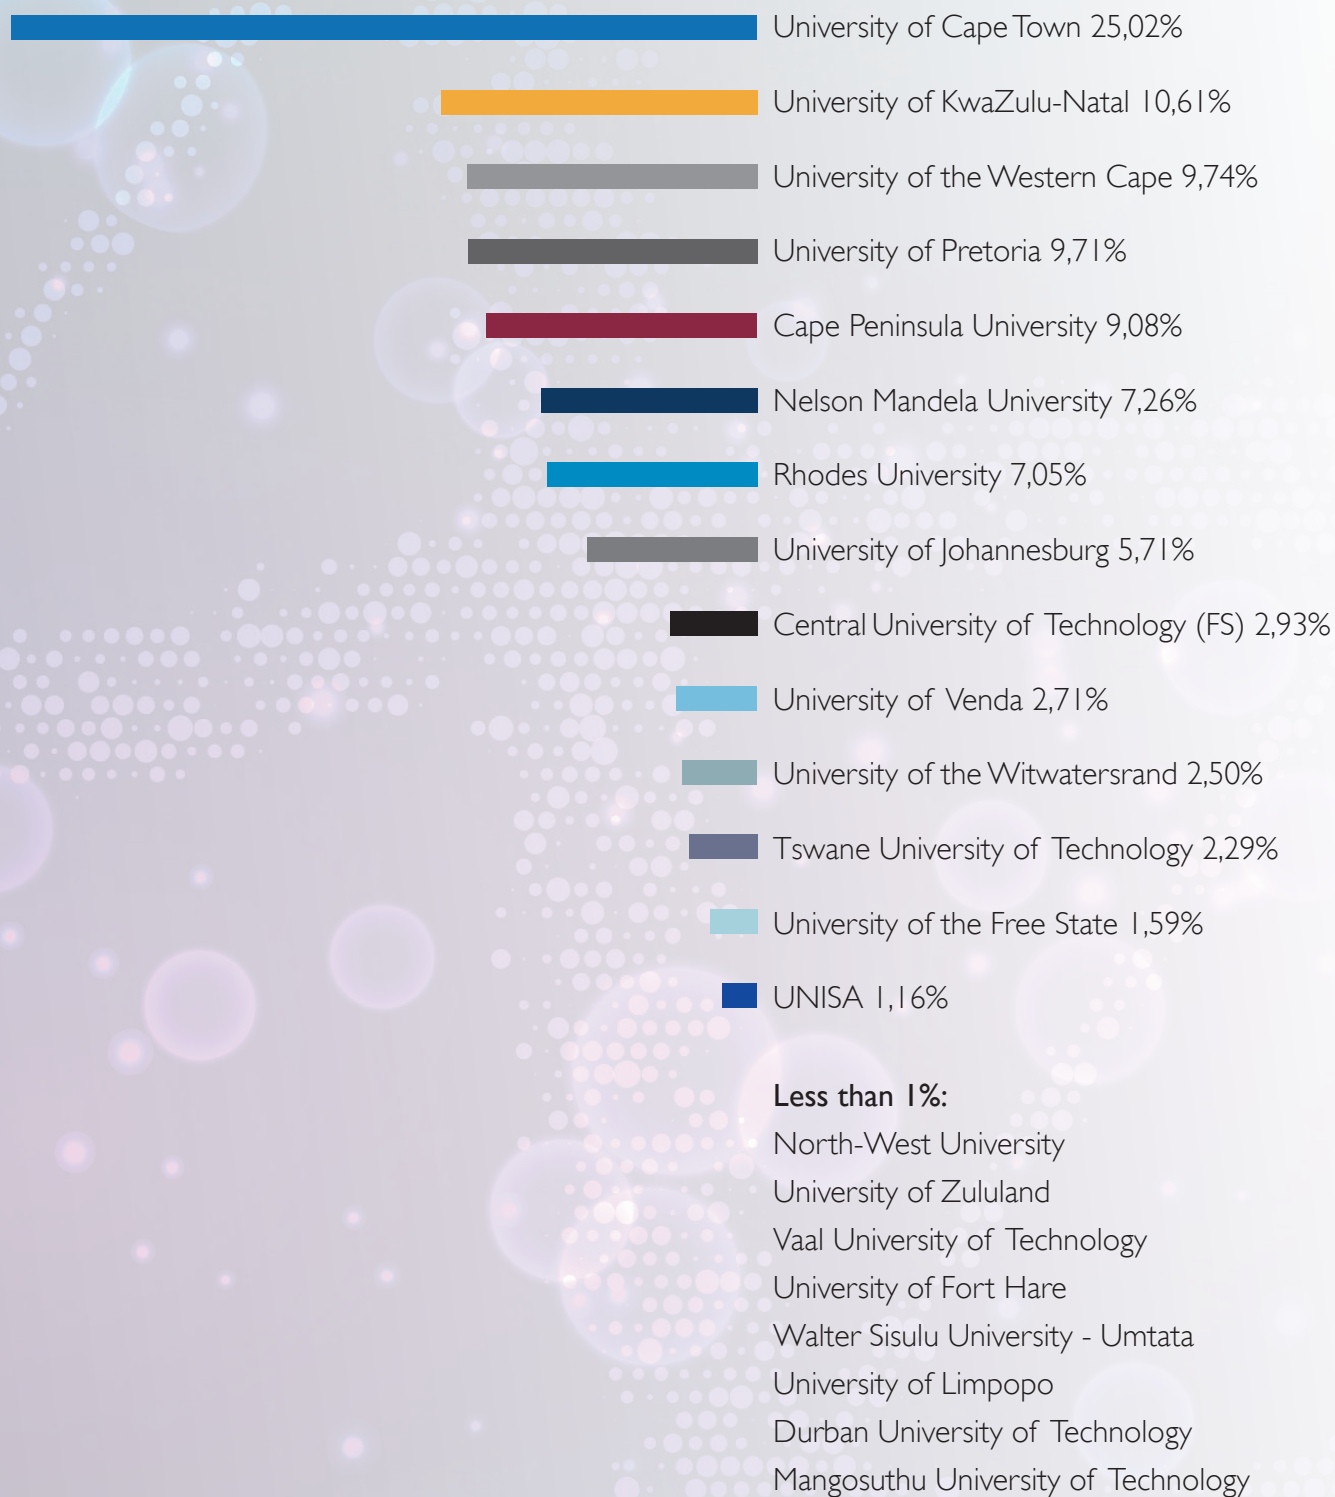 University of Cape Town 25,02%
University of KwaZulu-Natal 10,61%
University of the Western Cape 9,74%
University of Pretoria 9,71%
Cape Peninsula University 9,08%
Nelson Mandela University 7,26%
Rhodes University 7,05%
University of Johannesburg 5,71%
Central University of Technology (FS) 2,93%
University of Venda 2,71%
University of the Witwatersrand 2,50%
Tswane University of Technology 2,29%
University of the Free State 1,59%
UNISA 1,16%
Less than 1%:
North-West University
University of Zululand
Vaal University of Technology
University of Fort Hare
Walter Sisulu University - Umtata
University of Limpopo
Durban University of Technology
Mangosuthu University of Technology